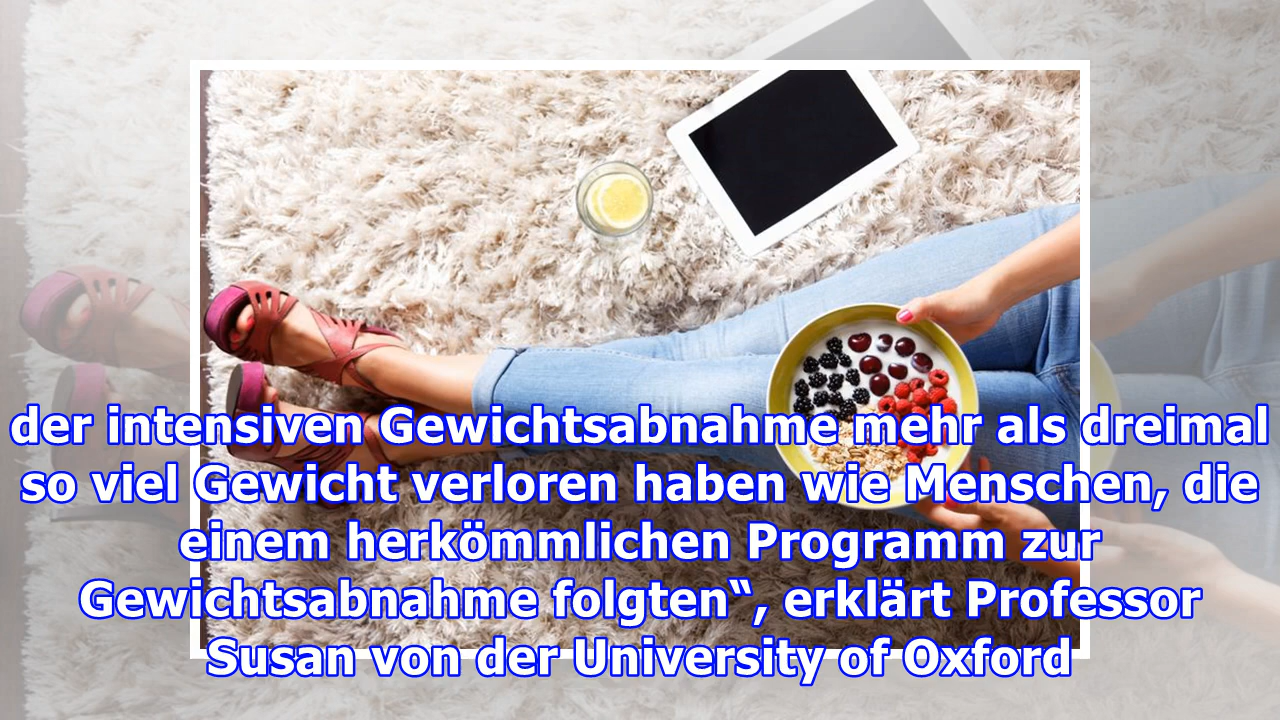 der intensiven Gewichtsabnahme mehr als dreimal
so viel Gewicht verloren haben wie Menschen, die
einem herkömmlichen Programm zur
Gewichtsabnahme folgten“, erklärt Professor
Susan von der University of Oxford